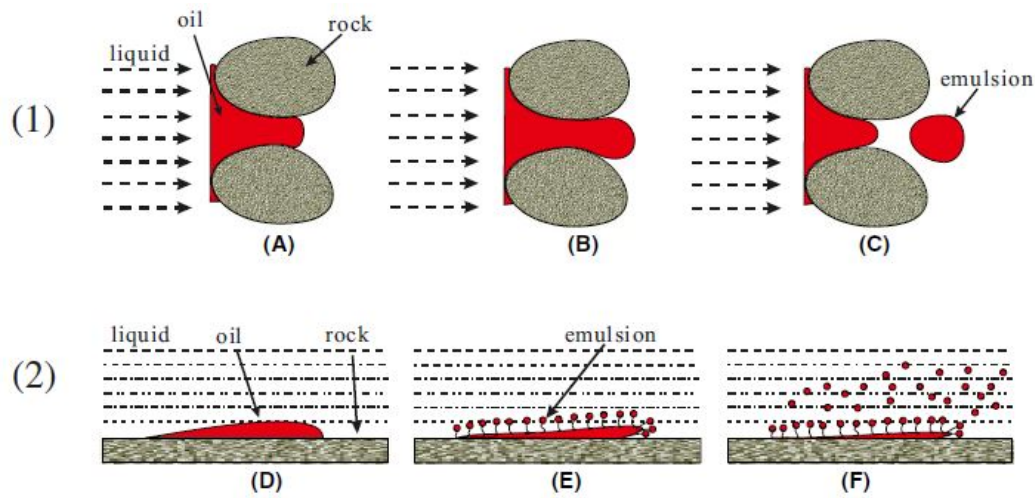 oil
rock
liquid
emulsion
(1)
(A)
(B)
(C)
liquid
oil
rock
emulsion
(2)
(D)
(E)
(F)